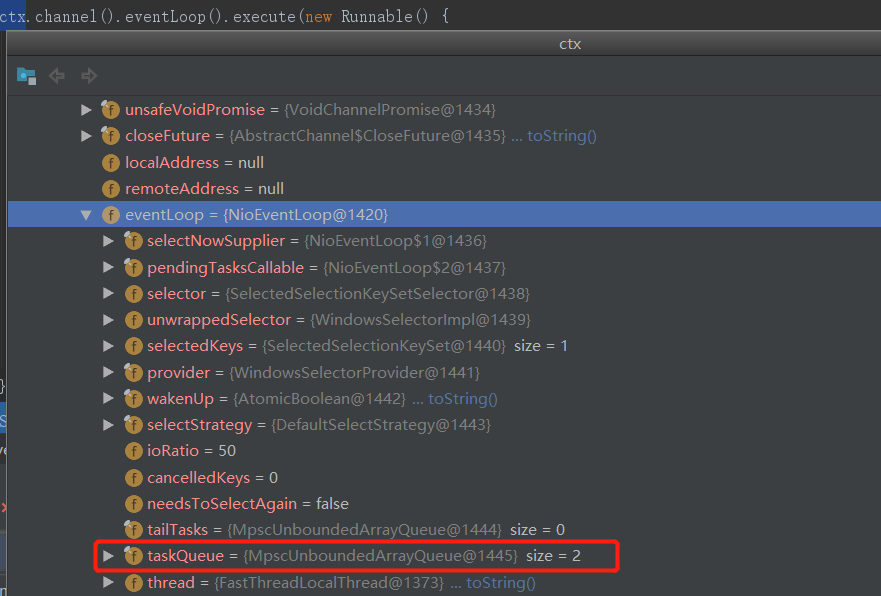 ctx.channel().eventLoop().execute(new Runnable() {
ctx
unsafeVoidPromise = {VoidChannelPromise@1434}
closeFuture = {AbstractChannel$CloseFuture@1435} ... toString()
localAddress = null
remoteAddress = null
eventLoop = {NioEventLoop@1420}
selectNowSupplier = {NioEventLoop$1@1436}
pendingTasksCallable = {NioEventLoop$2@1437}
selector = {SelectedSelectionKeySetSelector@1438}
unwrappedSelector = {WindowsSelectorImpl@1439}
selectedKeys = {SelectedSelectionKeySet@1440} size = 1
provider = {WindowsSelectorProvider@1441}
wakenUp = {AtomicBoolean@1442} ... toString()
selectStrategy = {DefaultSelectStrategy@1443}
ioRatio = 50
cancelledKeys = 0
needsToSelectAgain = false
tailTasks = {MpscUnboundedArrayQueue@1444} size = 0
taskQueue = {MpscUnboundedArrayQueue@1445} size = 2
thread = {FastThreadLocalThread@1373} ... toString()